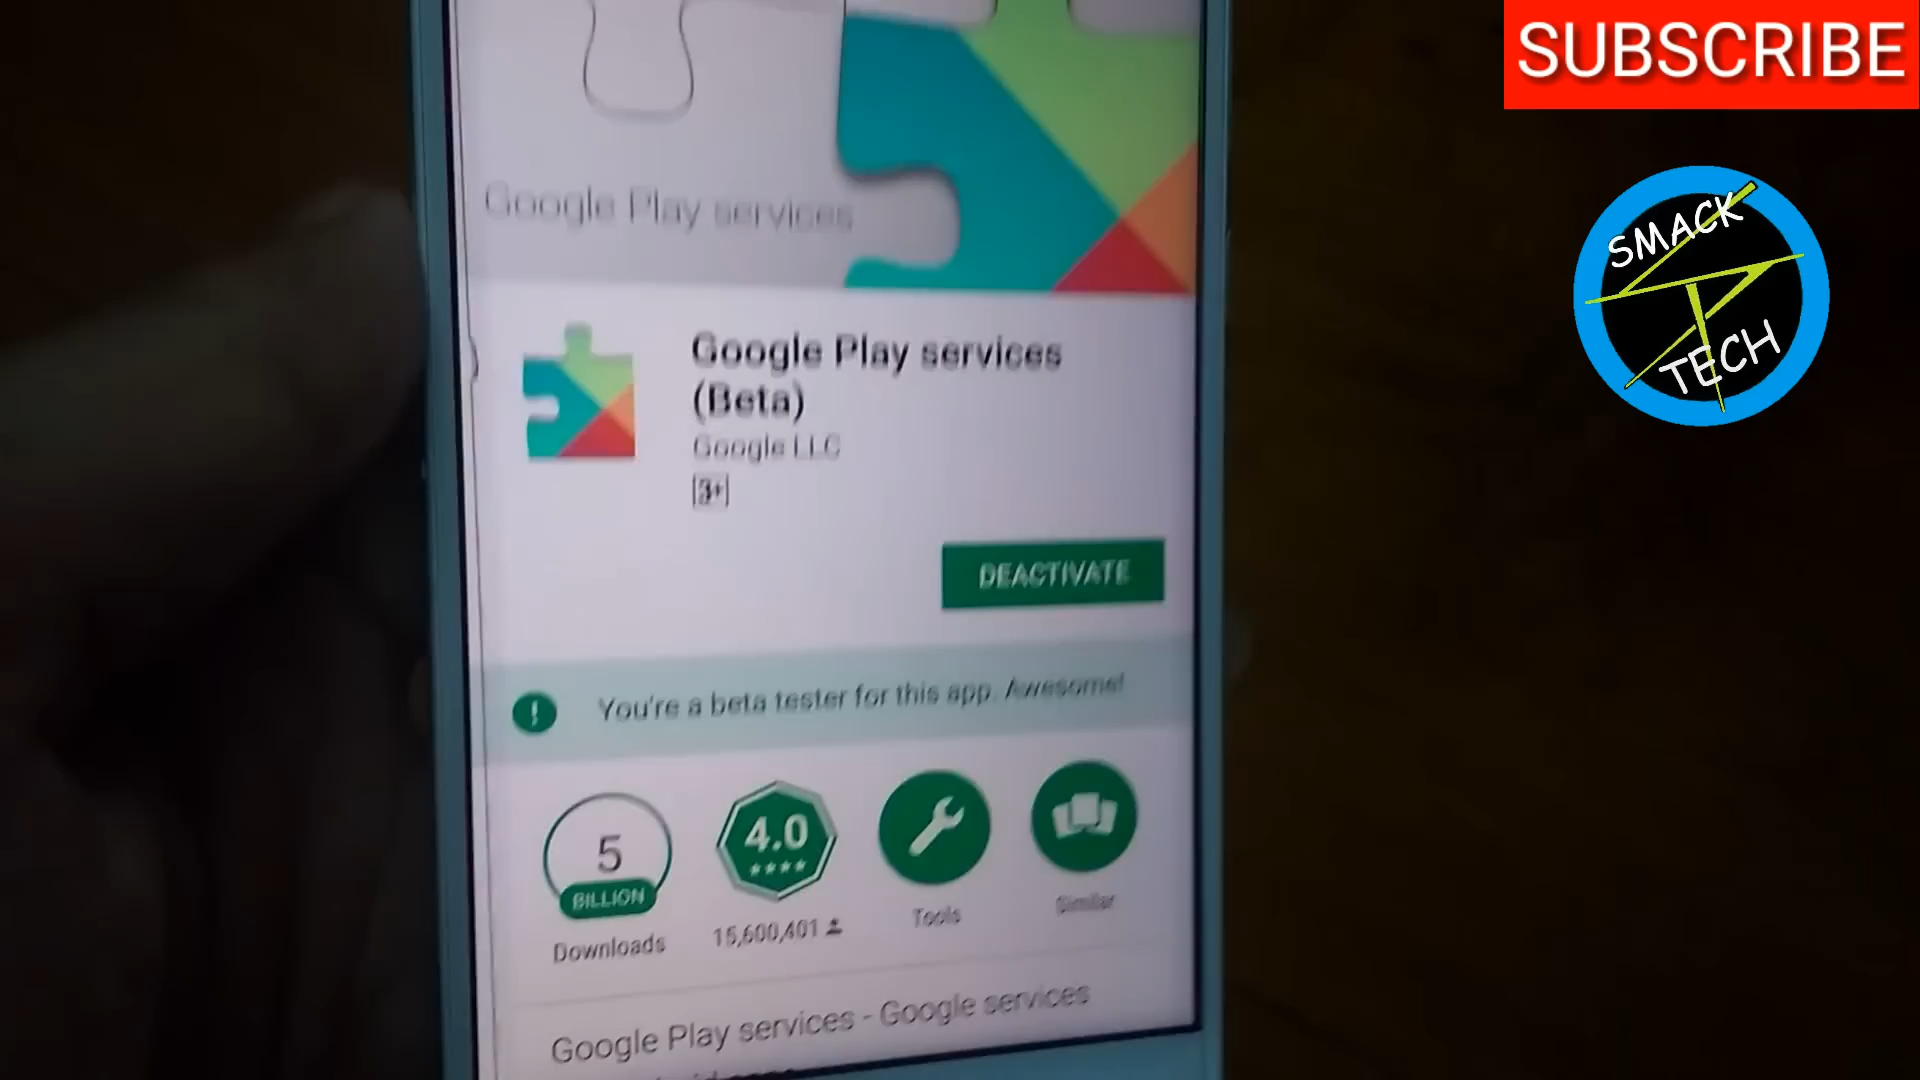 SUBSCRIBE
SMACK
TECH
Google Play services
Google Play services
(Beta)
Google LLC
3+
DEACTIVATE
You're a beta tester for this app. Awesome!
5
BILLION
4.0
Downloads
15,600,401
Tools
Similar
Google Play services - Google services